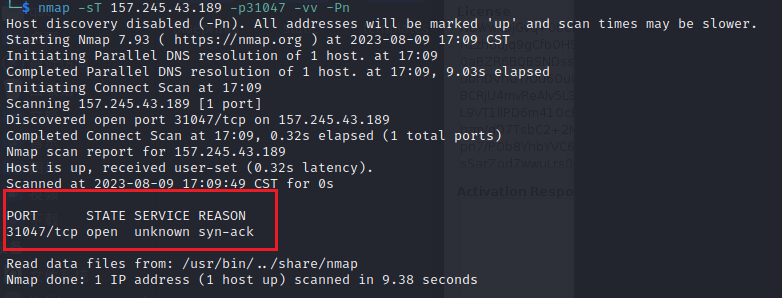 └─$ nmap -sT 157.245.43.189 -p31047 -vv -Pn
Host discovery disabled (-Pn). All addresses will be marked 'up' and scan times may be slower.
Starting Nmap 7.93 ( https://nmap.org ) at 2023-08-09 17:09 CST
Initiating Parallel DNS resolution of 1 host. at 17:09
Completed Parallel DNS resolution of 1 host. at 17:09, 9.03s elapsed
Initiating Connect Scan at 17:09
Scanning 157.245.43.189 [1 port]
Discovered open port 31047/tcp on 157.245.43.189
Completed Connect Scan at 17:09, 0.32s elapsed (1 total ports)
Nmap scan report for 157.245.43.189
Host is up, received user-set (0.32s latency).
Scanned at 2023-08-09 17:09:49 CST for 0s
PORT      STATE SERVICE REASON
31047/tcp open  unknown syn-ack
Read data files from: /usr/bin/../share/nmap
Nmap done: 1 IP address (1 host up) scanned in 9.38 seconds
License
Activation Respo